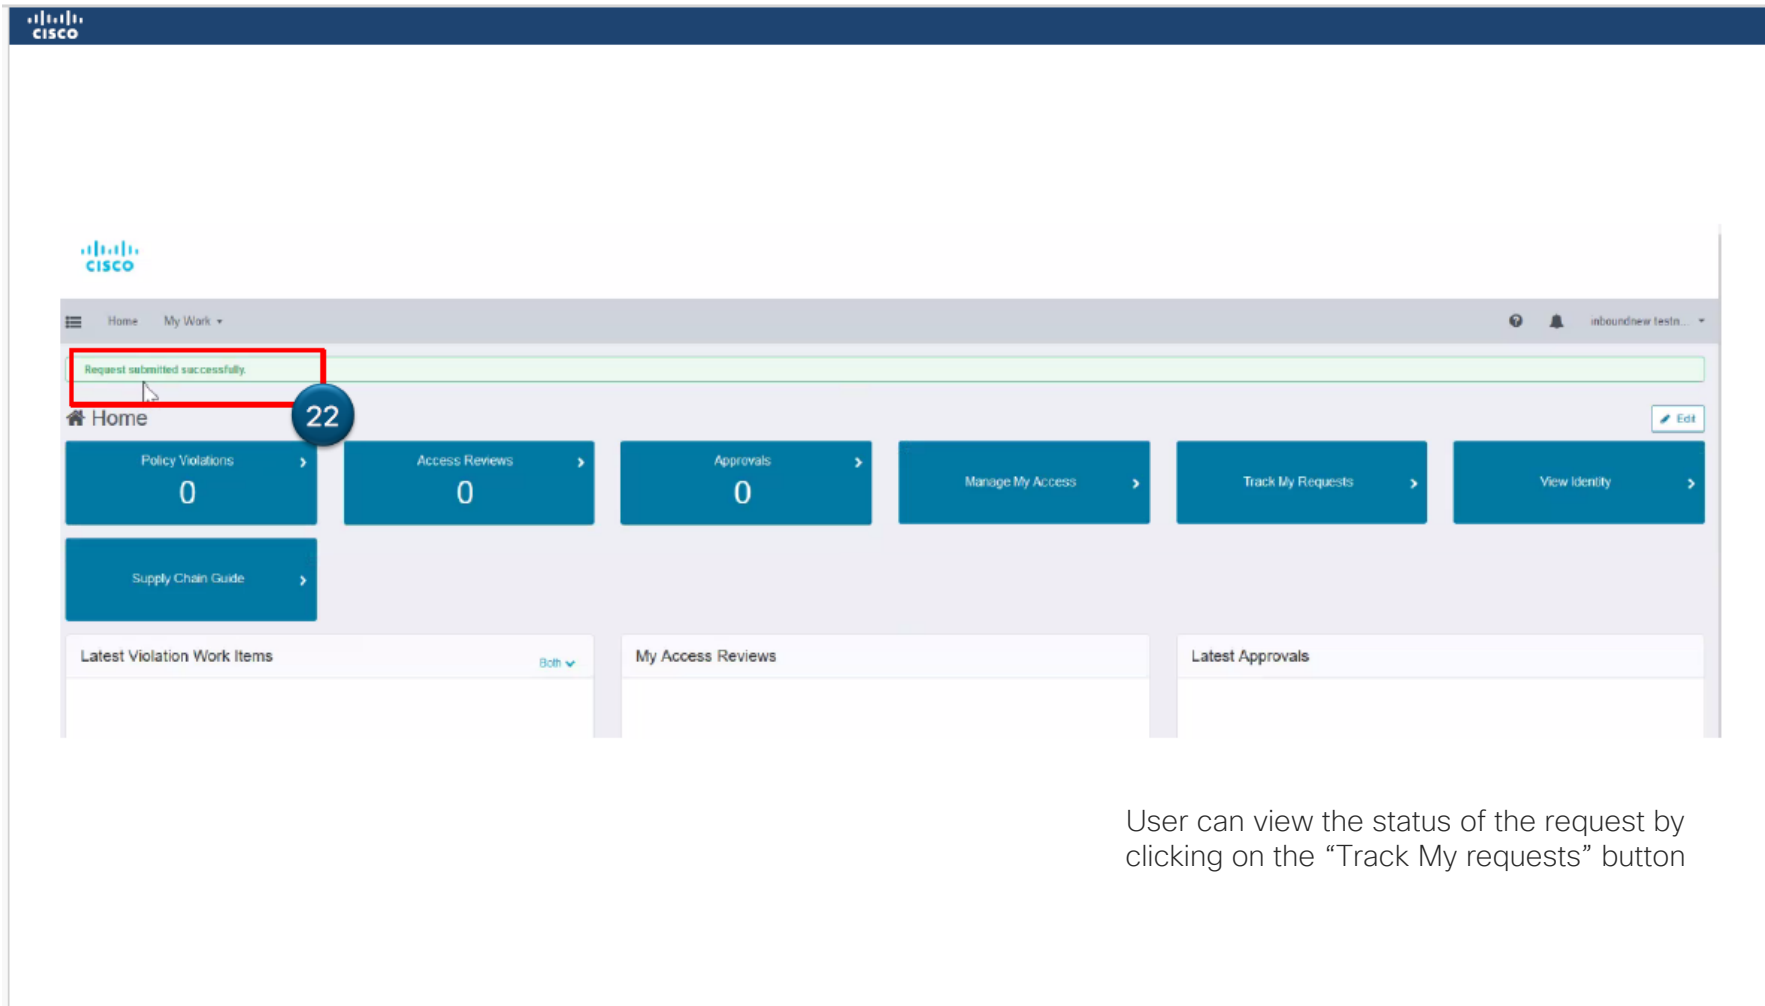 CISCO
CISCO
Home My Work
inboundnew testn...
Request submitted successfully.
22
Home
Edit
Policy Violations
0
Access Reviews
0
Approvals
0
Manage My Access
Track My Requests
View Identity
Supply Chain Guide
Latest Violation Work Items
Both
My Access Reviews
Latest Approvals
User can view the status of the request by
clicking on the “Track My requests” button